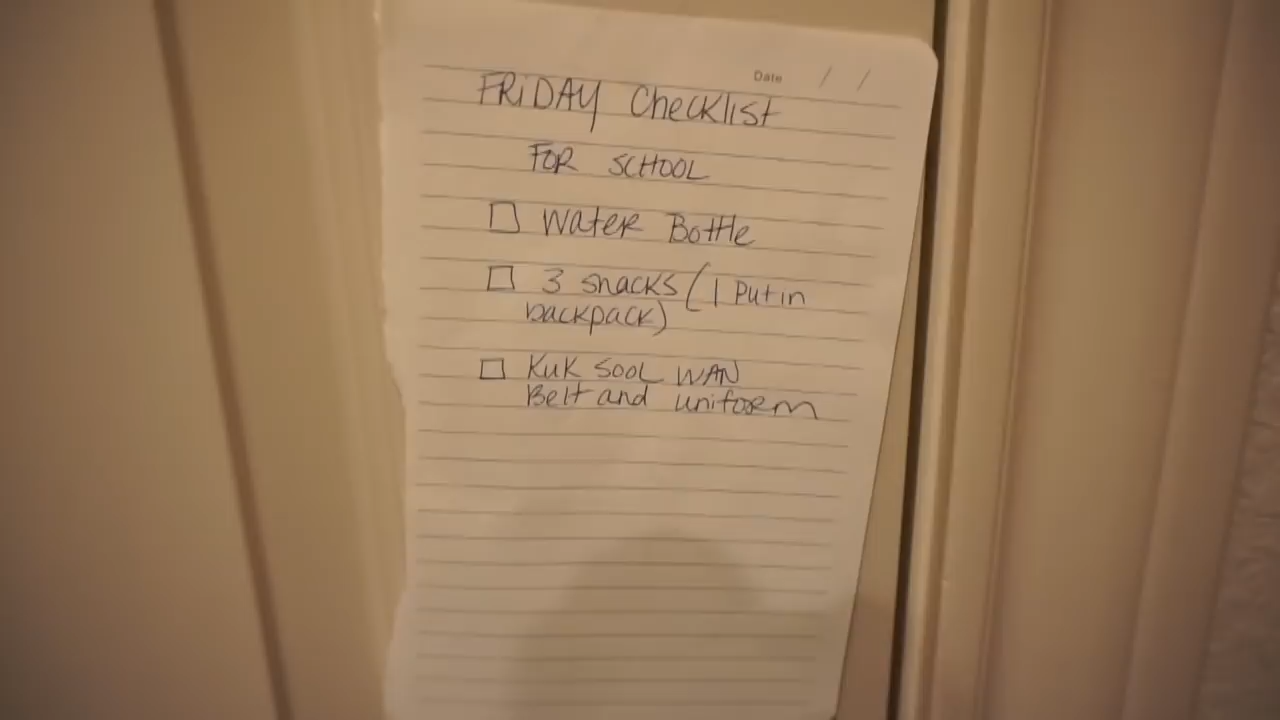 Date / /
FRiDAY Checklist
FOR SCHOOL
Water Bottle
3 snacks (1 Put in
backpack)
KUK SOOL WAN
Belt and uniform